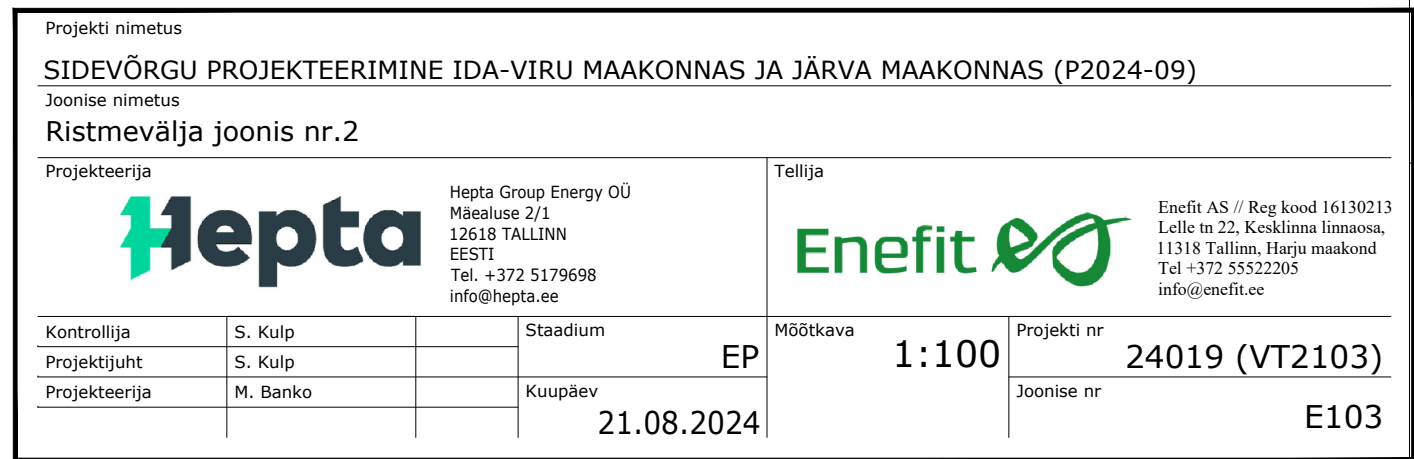 Projekti nimetus
SIDEVÕRGU PROJEKTEERIMINE IDA-VIRU MAAKONNAS JA JÄRVA MAAKONNAS (P2024-09)
Joonise nimetus
Ristmevälja joonis nr.2
Projekteerija
Hepta
Hepta Group Energy OÜ
Mäealuse 2/1
12618 TALLINN
EESTI
Tel. +372 5179698
info@hepta.ee
Tellija
Enefit
Enefit AS // Reg kood 16130213
Lelle tn 22, Kesklinna linnaosa,
11318 Tallinn, Harju maakond
Tel +372 55522205
info@enefit.ee
Kontrollija S. Kulp
Projektijuht S. Kulp
Projekteerija M. Banko
Staadium
EP
Kuupäev
21.08.2024
Mõõtkava
1:100
Projekti nr
24019 (VT2103)
Joonise nr
E103